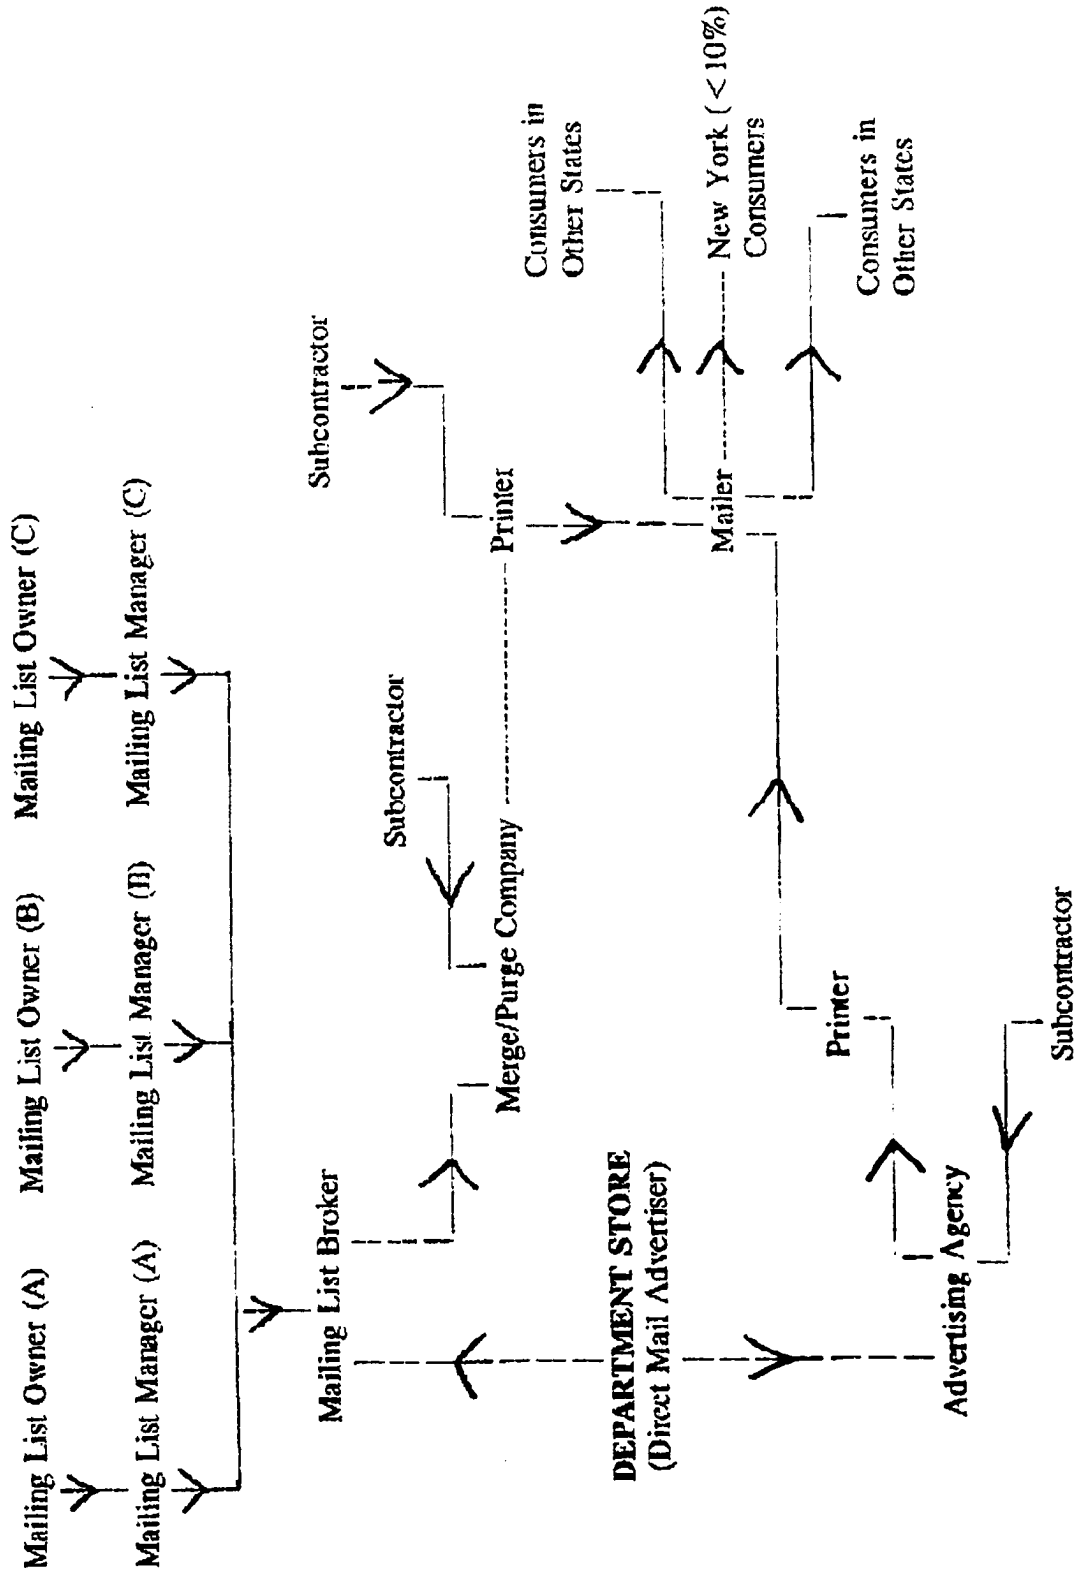 Mailing List Owner (A)
Mailing List Owner (B)
Mailing List Owner (C)
Mailing List Manager (A)
Mailing List Manager (B)
Mailing List Manager (C)
Mailing List Broker
Subcontractor
Subcontractor
Merge/Purge Company
Printer
Consumers in
Other States
DEPARTMENT STORE
(Direct Mail Advertiser)
Mailer
New York (<10%)
Consumers
Printer
Consumers in
Other States
Advertising Agency
Subcontractor